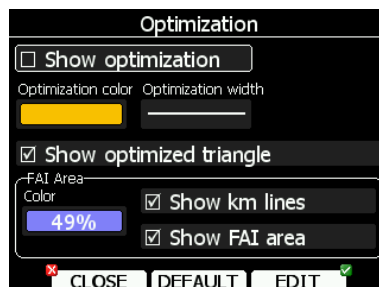 Optimization
Show optimization
Optimization color Optimization width
Show optimized triangle
FAI Area
Color
49%
Show km lines
Show FAI area
CLOSE DEFAULT EDIT